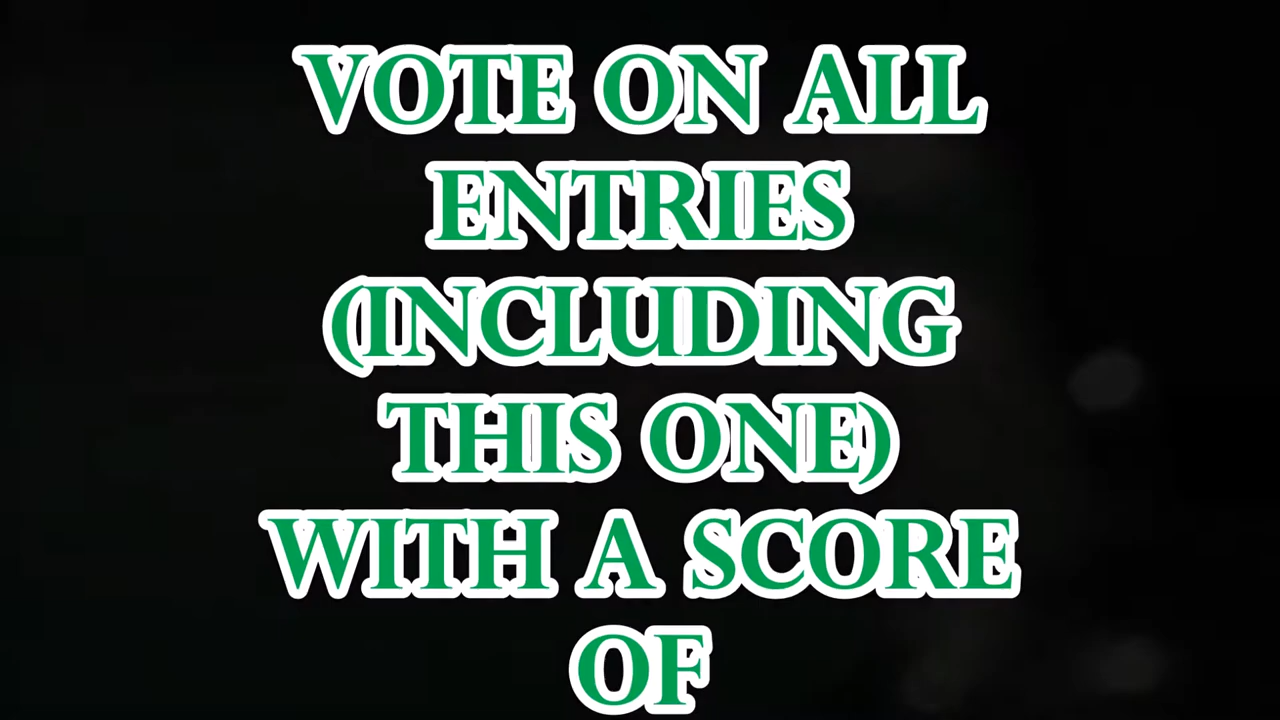 VOTE ON ALL
ENTRIES
(INCLUDING
THIS ONE)
WITH A SCORE
OF